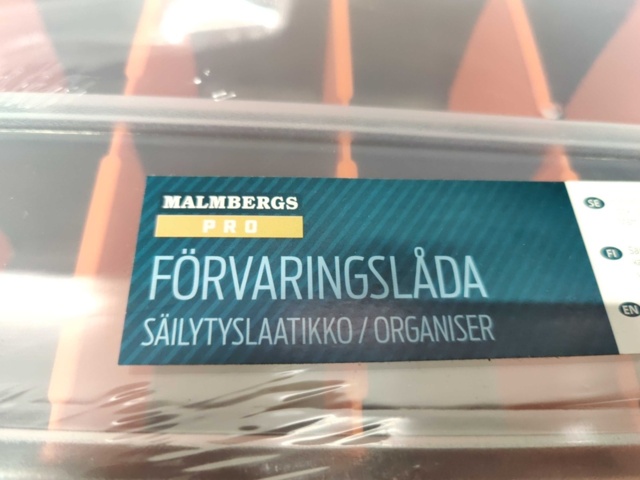 MALMBERGS
PRO
FÖRVARINGSLÅDA
SÄILYTYSLAATIKKO / ORGANISER
SE
FI
EN